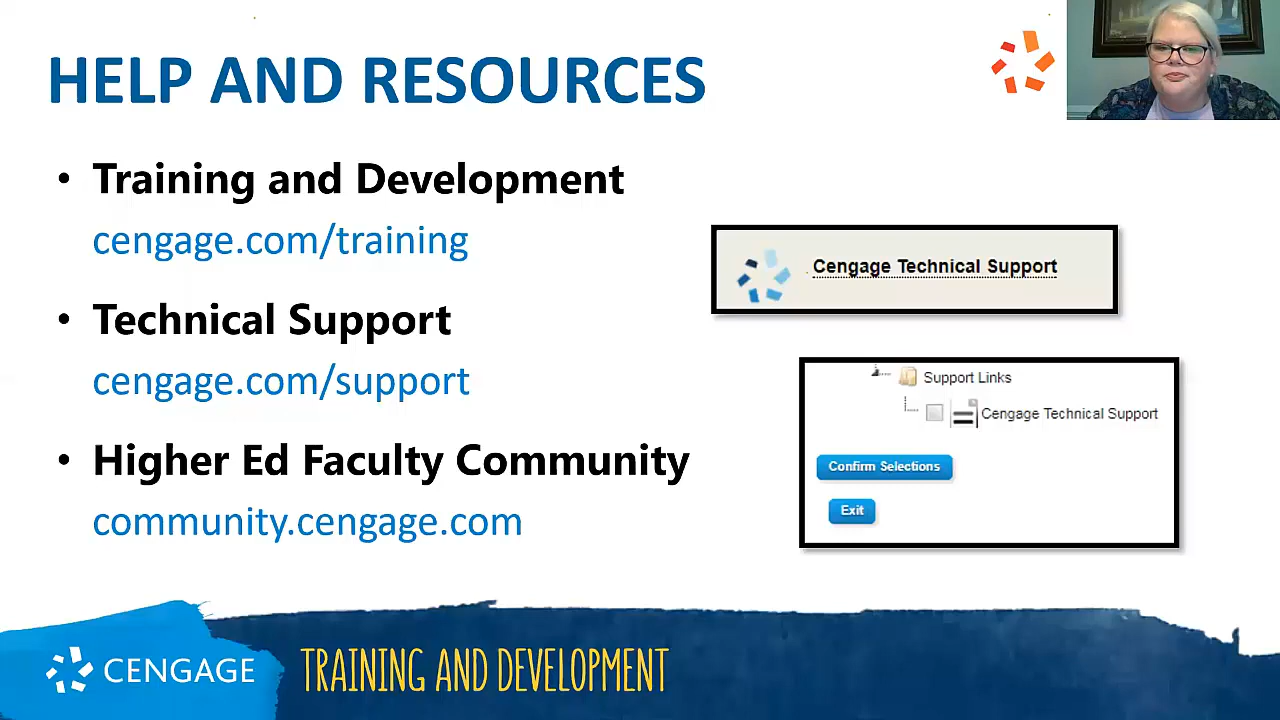 HELP AND RESOURCES
• Training and Development
cengage.com/training
• Technical Support
cengage.com/support
• Higher Ed Faculty Community
community.cengage.com
Cengage Technical Support
Support Links
Cengage Technical Support
Confirm Selections
Exit
CENGAGE
TRAINING AND DEVELOPMENT